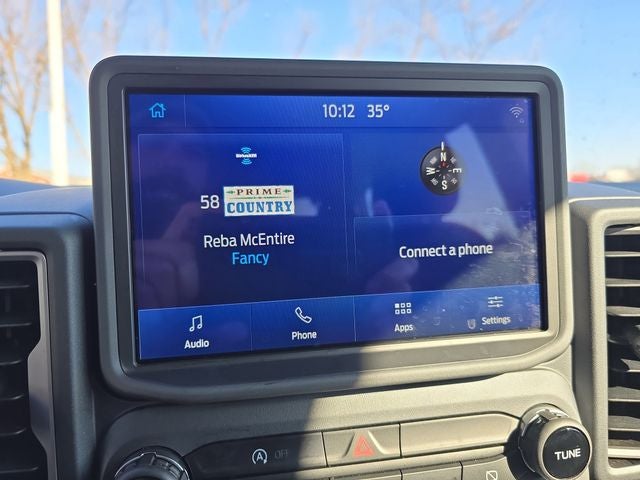 10:12 35°
SiriusXM
58 PRIME
COUNTRY
Reba McEntire
Fancy
N
W E
S
Connect a phone
Audio
Phone
Apps
Settings
A OFF
TUNE